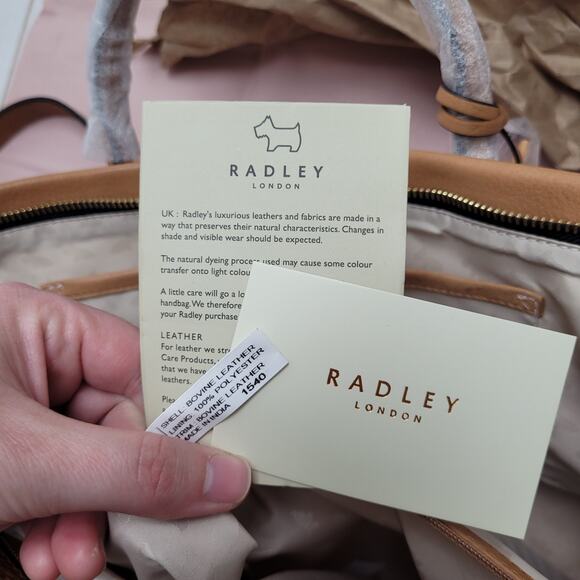 RADLEY
LONDON
UK : Radley's luxurious leathers and fabrics are made in a
way that preserves their natural characteristics. Changes in
shade and visible wear should be expected.
The natural dyeing process used may cause some colour
transfer onto light
A little care will go a
handbag. We therefore
your Radley purchase
LEATHER
For leather we
Care Products,
that we have
leathers.
SHELL: BOVINE LEATHER
LINING: 100% POLYESTER
TRIM: BOVINE LEATHER
MADE IN INDIA 1540
RADLEY
LONDON